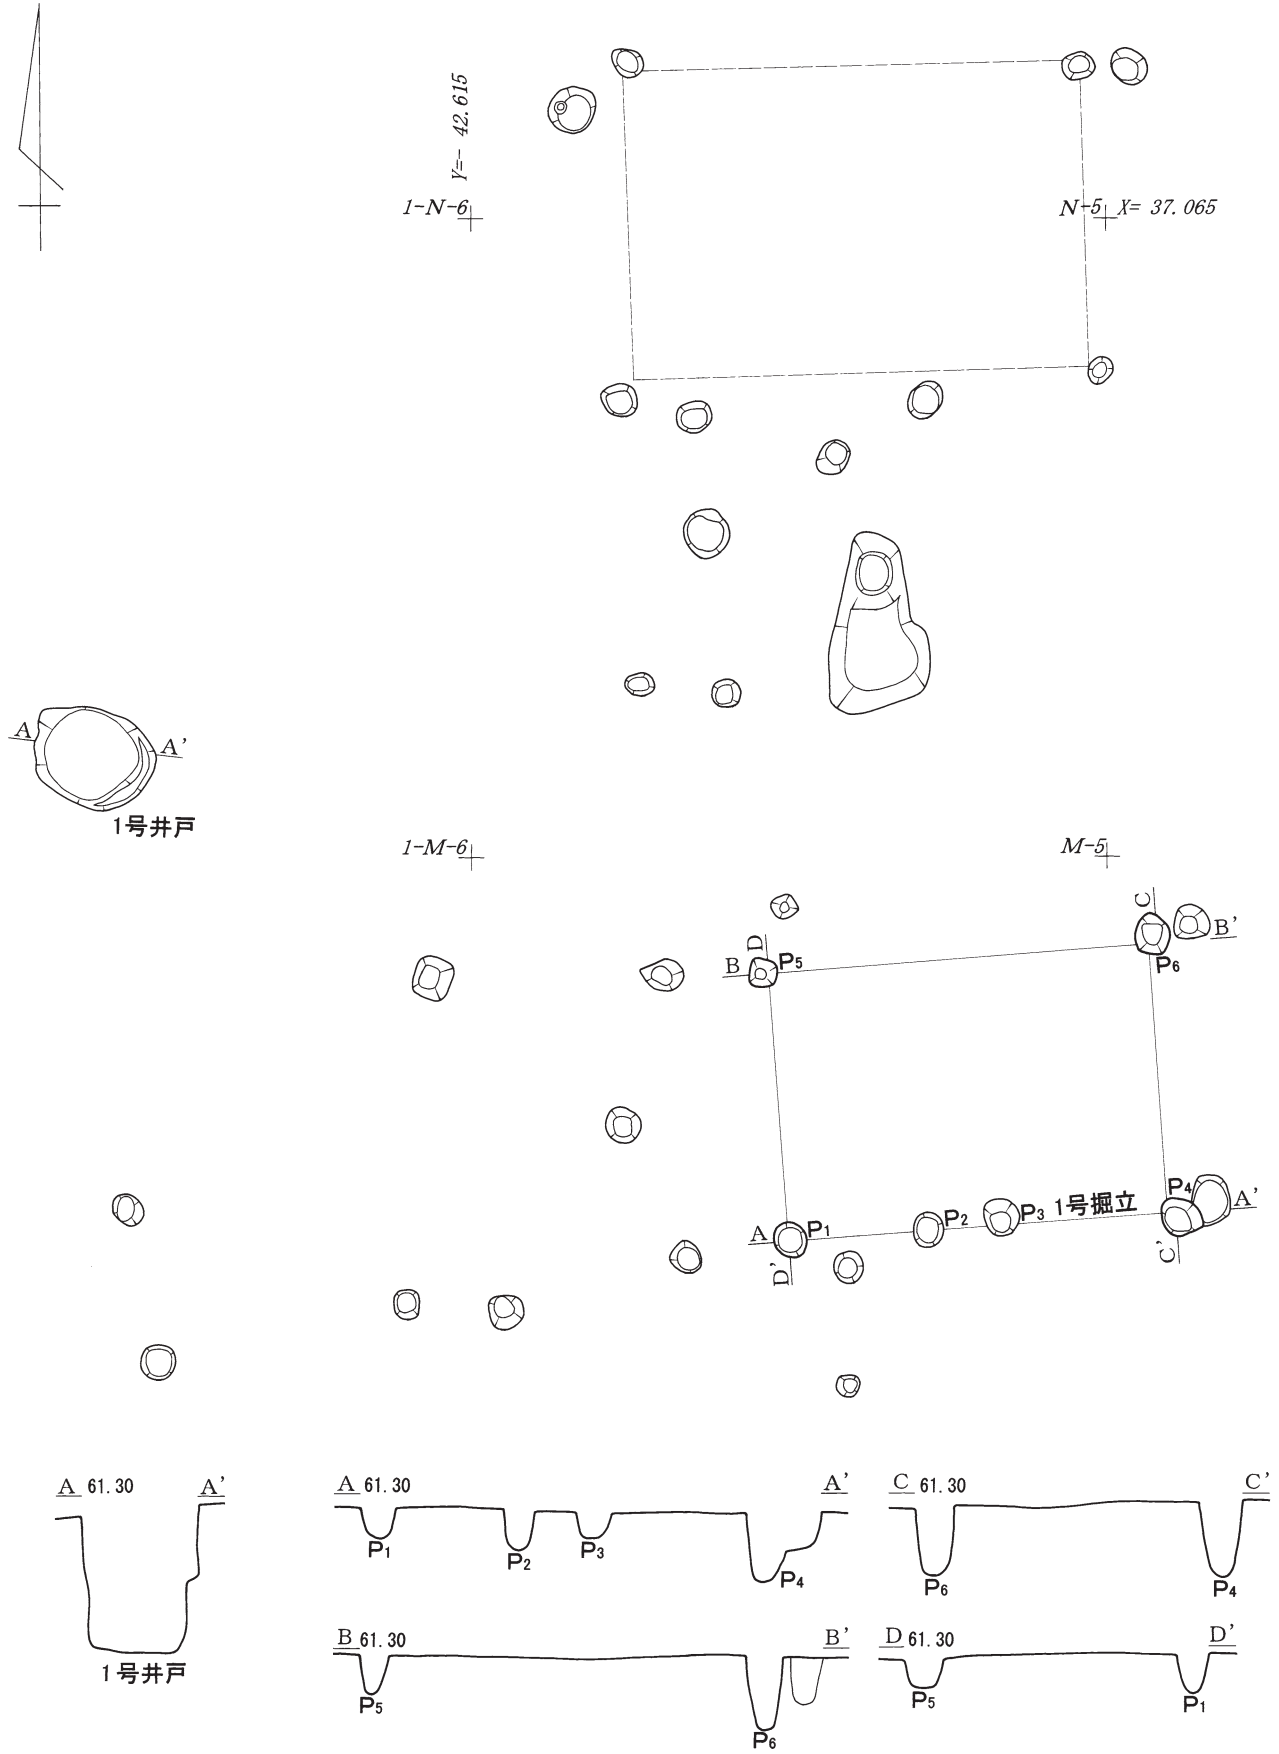 Y=- 42.615
1-N-6
N-5 X= 37.065
A
A'
1号井戸
1-M-6
M-5
C
B'
D
B
P5
P6
P4
A'
A
P1
P2
P3
1号掘立
D'
C'
A 61.30 A'
1号井戸
A 61.30 A'
P1
P2
P3
P4
C 61.30 C'
P6
P4
B 61.30 B'
P5
P6
D 61.30 D'
P5
P1